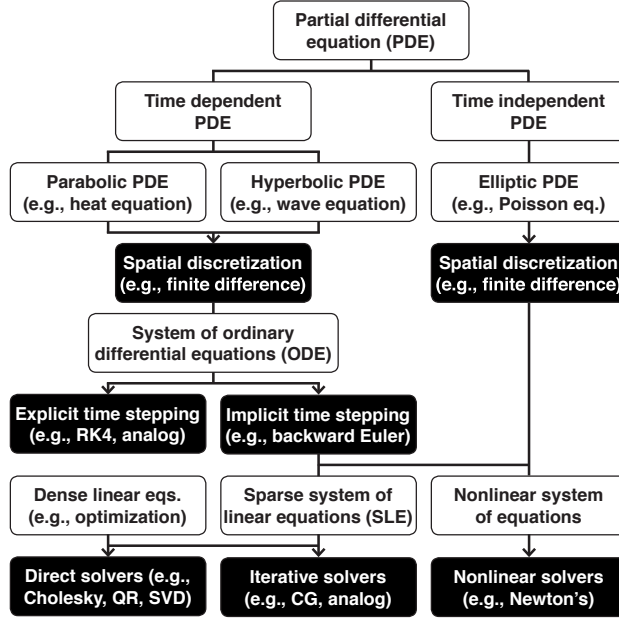 Partial differential
equation (PDE)
Time dependent
PDE
Time independent
PDE
Parabolic PDE
(e.g., heat equation)
Hyperbolic PDE
(e.g., wave equation)
Elliptic PDE
(e.g., Poisson eq.)
Spatial discretization
(e.g., finite difference)
Spatial discretization
(e.g., finite difference)
System of ordinary
differential equations (ODE)
Explicit time stepping
(e.g., RK4, analog)
Implicit time stepping
(e.g., backward Euler)
Dense linear eqs.
(e.g., optimization)
Sparse system of
linear equations (SLE)
Nonlinear system
of equations
Direct solvers (e.g.,
Cholesky, QR, SVD)
Iterative solvers
(e.g., CG, analog)
Nonlinear solvers
(e.g., Newton's)